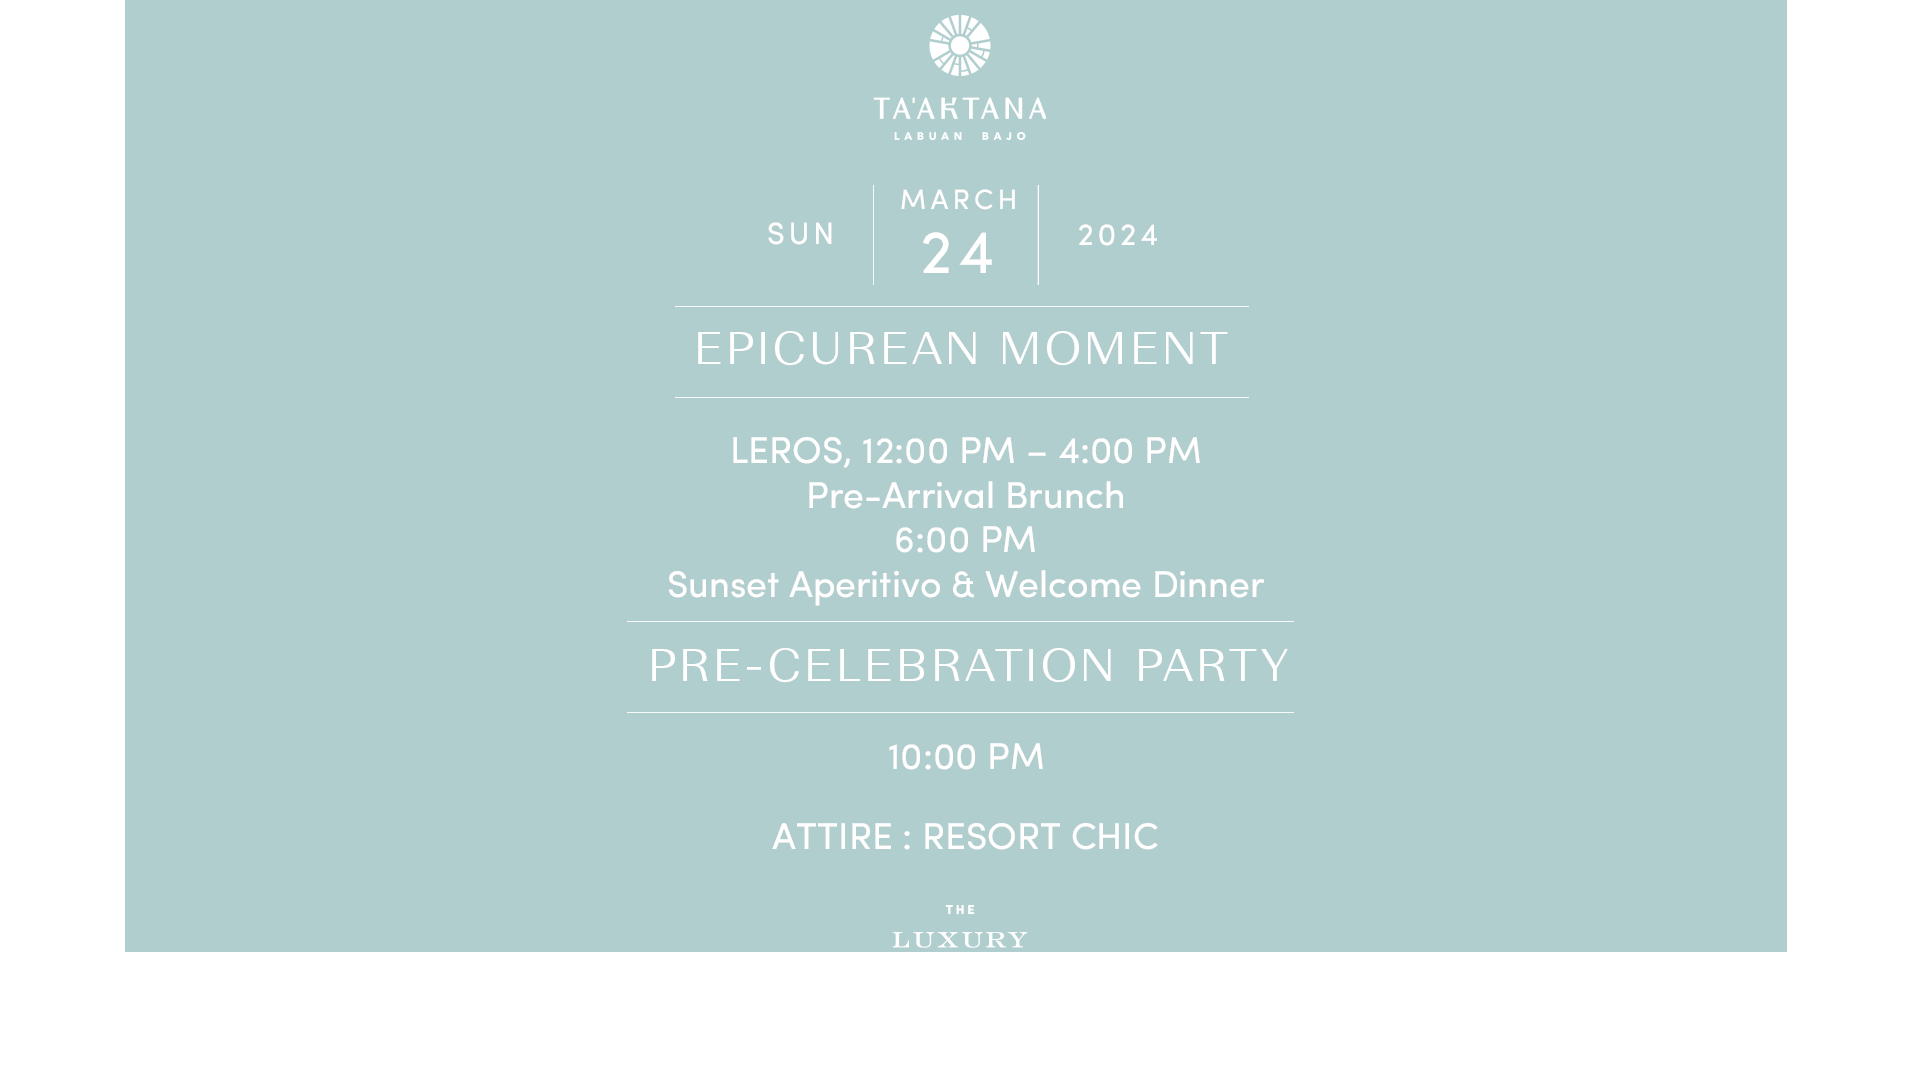 TA'AKTANA
LABUAN BAJO
SUN
MARCH
24
2024
EPICUREAN MOMENT
LEROS, 12:00 PM – 4:00 PM
Pre-Arrival Brunch
6:00 PM
Sunset Aperitivo & Welcome Dinner
PRE-CELEBRATION PARTY
10:00 PM
ATTIRE : RESORT CHIC
THE
LUXURY